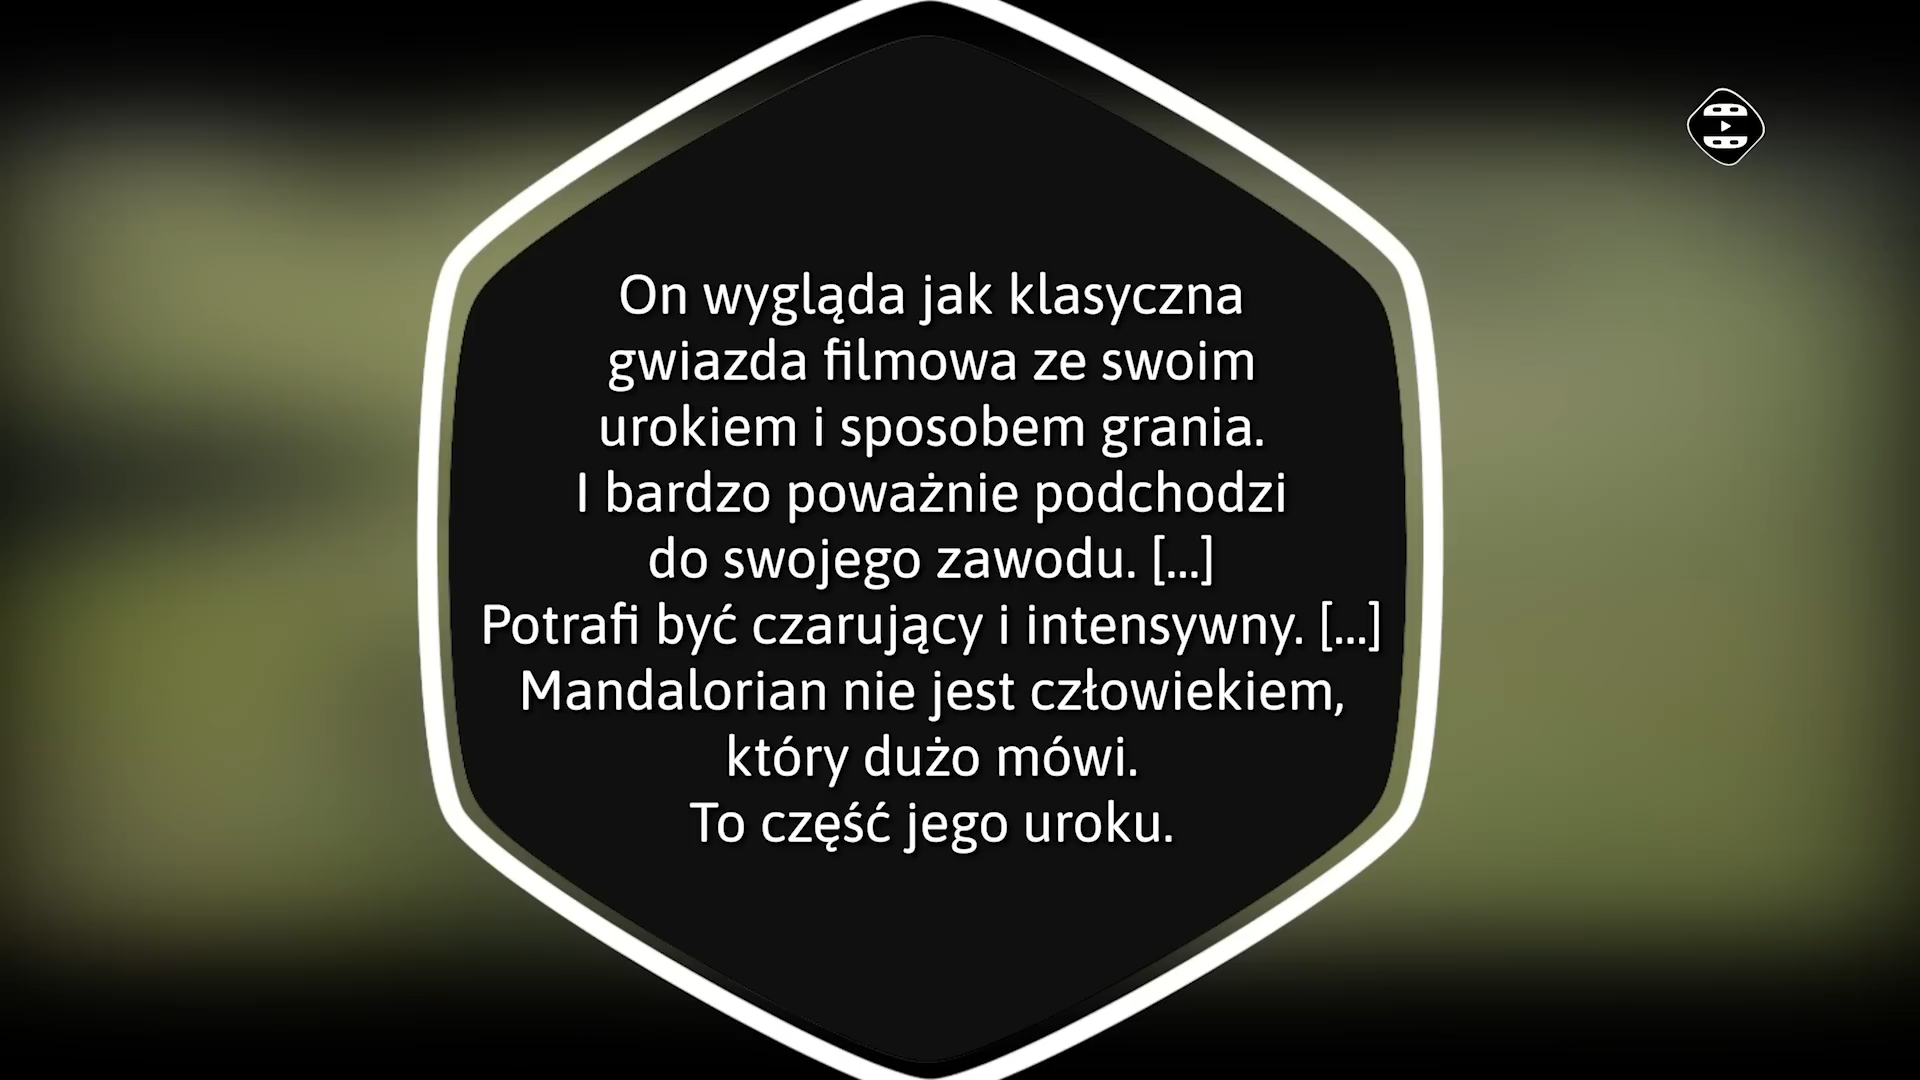 On wygląda jak klasyczna
gwiazda filmowa ze swoim
urokiem i sposobem grania.
I bardzo poważnie podchodzi
do swojego zawodu. [...]
Potrafi być czarujący i intensywny. [...]
Mandalorian nie jest człowiekiem,
który dużo mówi.
To część jego uroku.